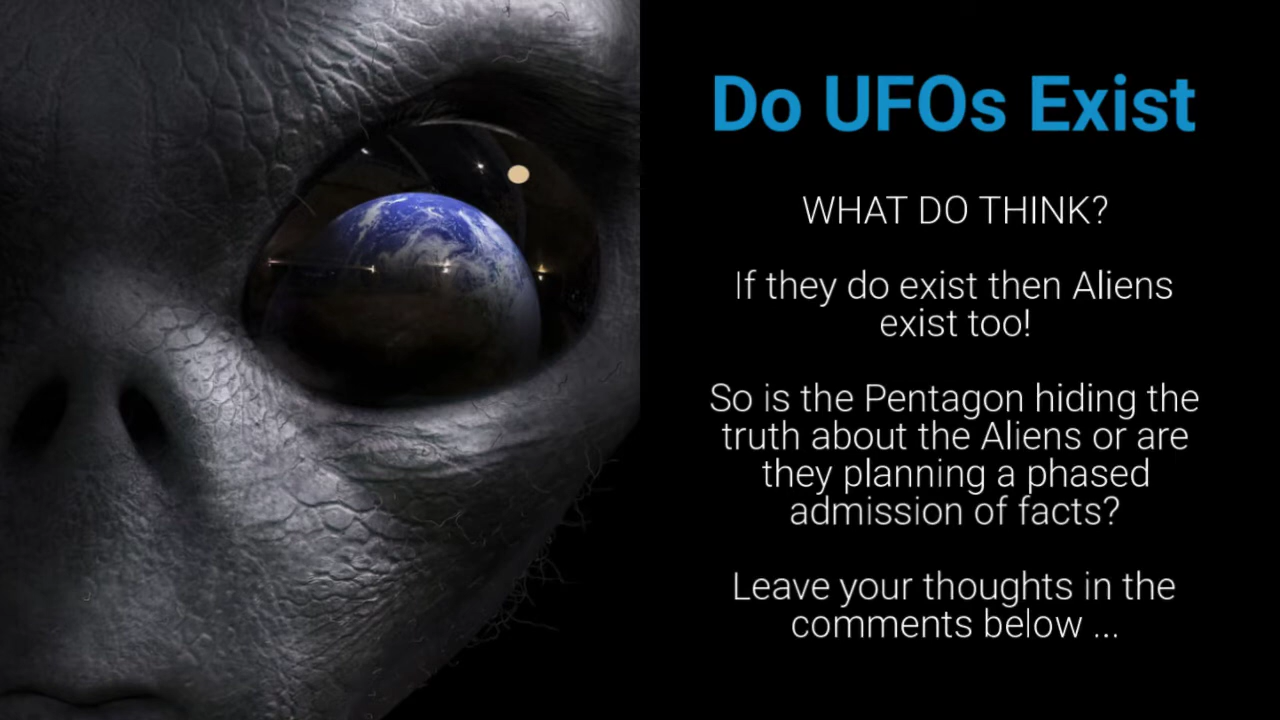 Do UFOs Exist
WHAT DO THINK?
If they do exist then Aliens
exist too!
So is the Pentagon hiding the
truth about the Aliens or are
they planning a phased
admission of facts?
Leave your thoughts in the
comments below ...